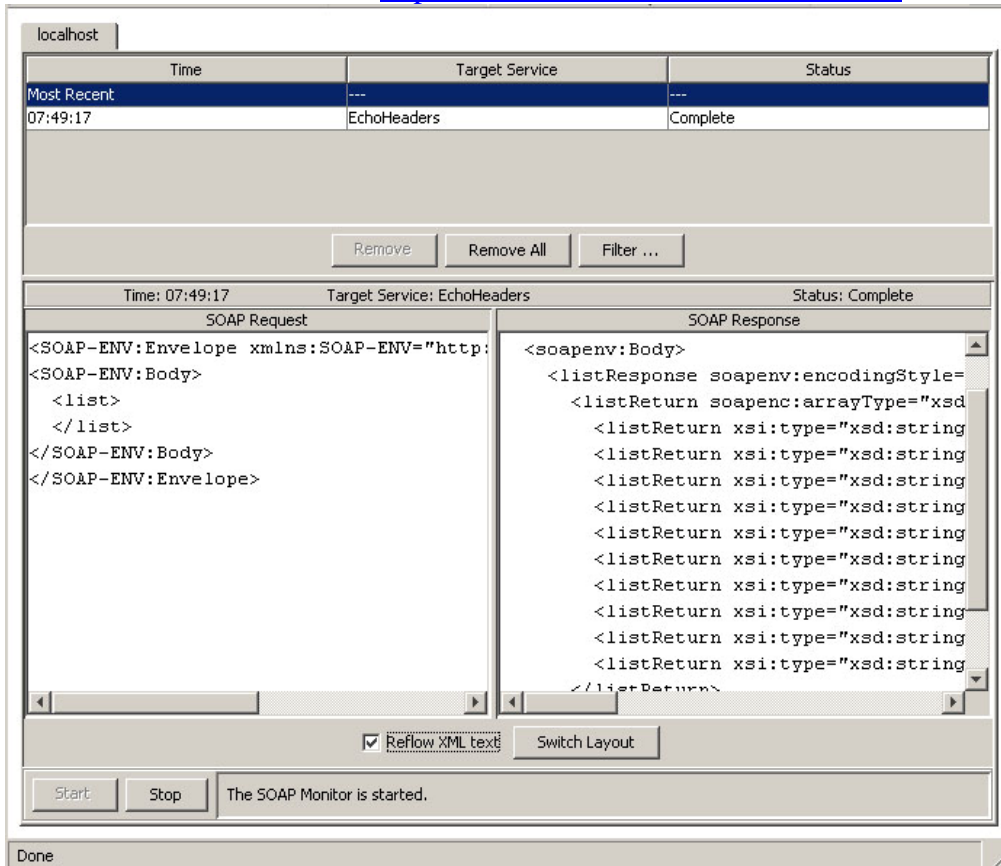 localhost
Time Target Service Status
Most Recent --- ---
07:49:17 EchoHeaders Complete
Remove Remove All Filter ...
Time: 07:49:17 Target Service: EchoHeaders Status: Complete
SOAP Request
<SOAP-ENV:Envelope xmlns:SOAP-ENV="http:
<SOAP-ENV:Body>
<list>
</list>
</SOAP-ENV:Body>
</SOAP-ENV:Envelope>
SOAP Response
<soapenv:Body>
<listResponse soapenv:encodingStyle=
<listReturn soapenc:arrayType="xsd
<listReturn xsi:type="xsd:string
<listReturn xsi:type="xsd:string
<listReturn xsi:type="xsd:string
<listReturn xsi:type="xsd:string
<listReturn xsi:type="xsd:string
<listReturn xsi:type="xsd:string
<listReturn xsi:type="xsd:string
<listReturn xsi:type="xsd:string
<listReturn xsi:type="xsd:string
<listReturn xsi:type="xsd:string
</listReturn>
Reflow XML text Switch Layout
Start Stop The SOAP Monitor is started.
Done